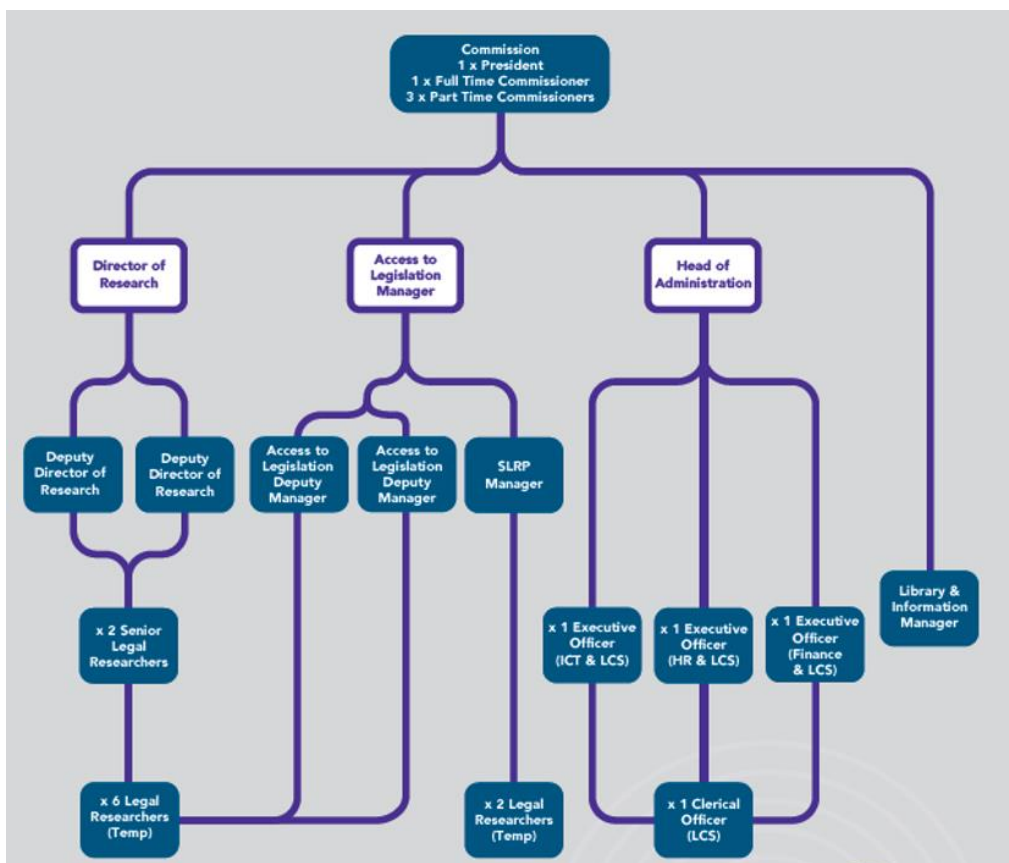 Commission
1 x President
1 x Full Time Commissioner
3 x Part Time Commissioners
Director of
Research
Access to
Legislation
Manager
Head of
Administration
Deputy
Director of
Research
Deputy
Director of
Research
Access to
Legislation
Deputy
Manager
Access to
Legislation
Deputy
Manager
SLRP
Manager
Library &
Information
Manager
x 2 Senior
Legal
Researchers
x 1 Executive
Officer
(ICT & LCS)
x 1 Executive
Officer
(HR & LCS)
x 1 Executive
Officer
(Finance
& LCS)
x 6 Legal
Researchers
(Temp)
x 2 Legal
Researchers
(Temp)
x 1 Clerical
Officer
(LCS)